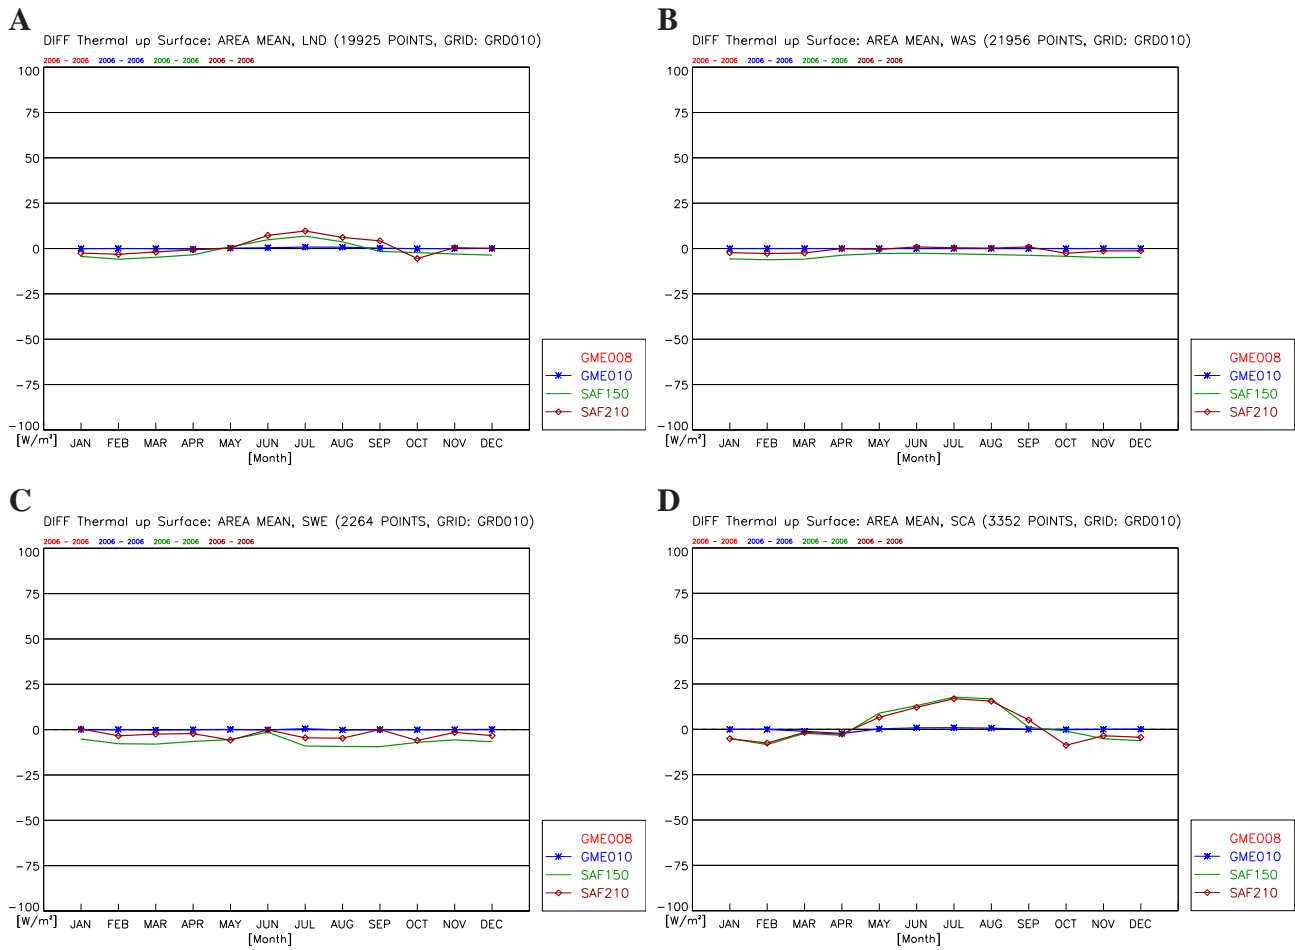 A
DIFF Thermal up Surface: AREA MEAN, LND (19925 POINTS, GRID: GRD010)
2006 - 2006 2006 - 2006 2006 - 2006 2006 - 2006
100
75
50
25
0
-25
-50
-75
-100
[W/m²] JAN FEB MAR APR MAY JUN JUL AUG SEP OCT NOV DEC
[Month]
GME008
GME010
SAF150
SAF210
B
DIFF Thermal up Surface: AREA MEAN, WAS (21956 POINTS, GRID: GRD010)
2006 - 2006 2006 - 2006 2006 - 2006 2006 - 2006
100
75
50
25
0
-25
-50
-75
-100
[W/m²] JAN FEB MAR APR MAY JUN JUL AUG SEP OCT NOV DEC
[Month]
GME008
GME010
SAF150
SAF210
C
DIFF Thermal up Surface: AREA MEAN, SWE (2264 POINTS, GRID: GRD010)
2006 - 2006 2006 - 2006 2006 - 2006 2006 - 2006
100
75
50
25
0
-25
-50
-75
-100
[W/m²] JAN FEB MAR APR MAY JUN JUL AUG SEP OCT NOV DEC
[Month]
GME008
GME010
SAF150
SAF210
D
DIFF Thermal up Surface: AREA MEAN, SCA (3352 POINTS, GRID: GRD010)
2006 - 2006 2006 - 2006 2006 - 2006 2006 - 2006
100
75
50
25
0
-25
-50
-75
-100
[W/m²] JAN FEB MAR APR MAY JUN JUL AUG SEP OCT NOV DEC
[Month]
GME008
GME010
SAF150
SAF210